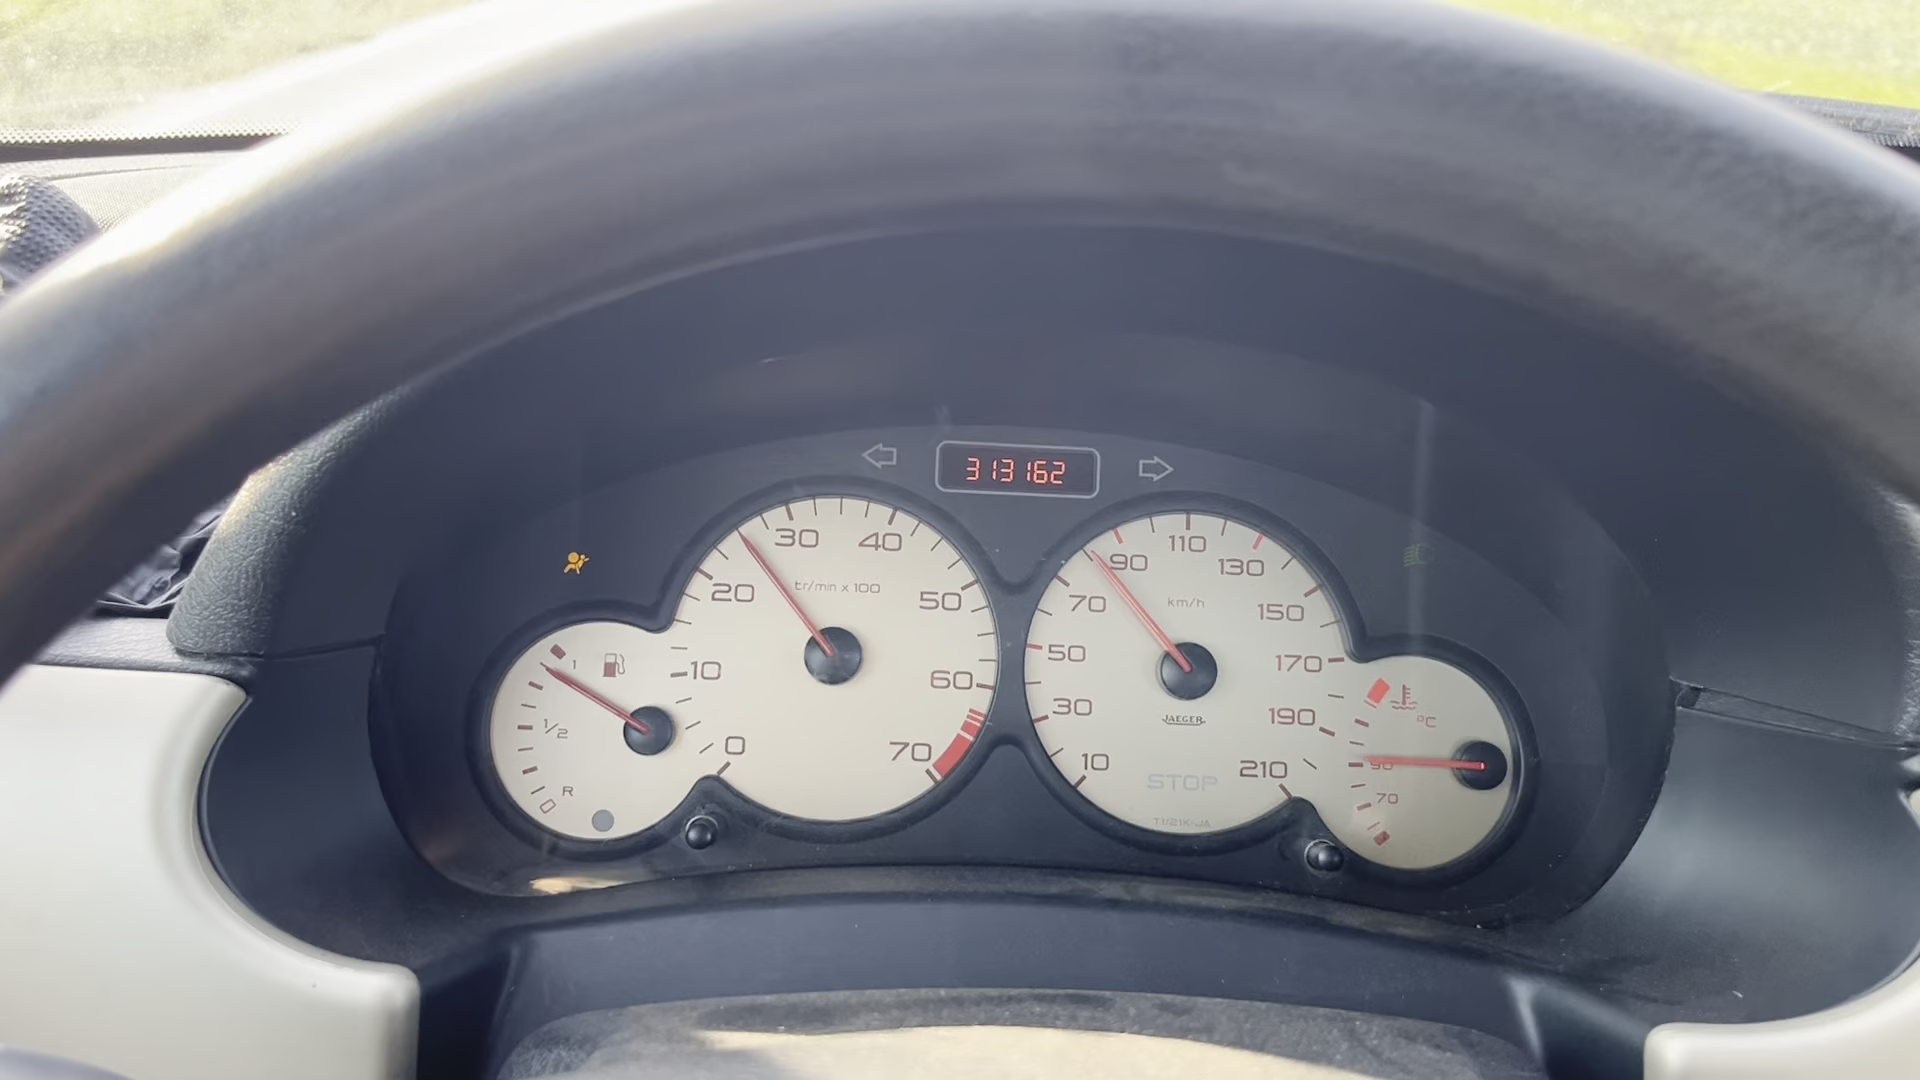 313162
30 40
20 tr/min x 100 50
10 60
0 70
1
1/2
R
90 110 130
70 km/h 150
50 170
30 JAEGER 190
10 210
STOP
°C
90
70